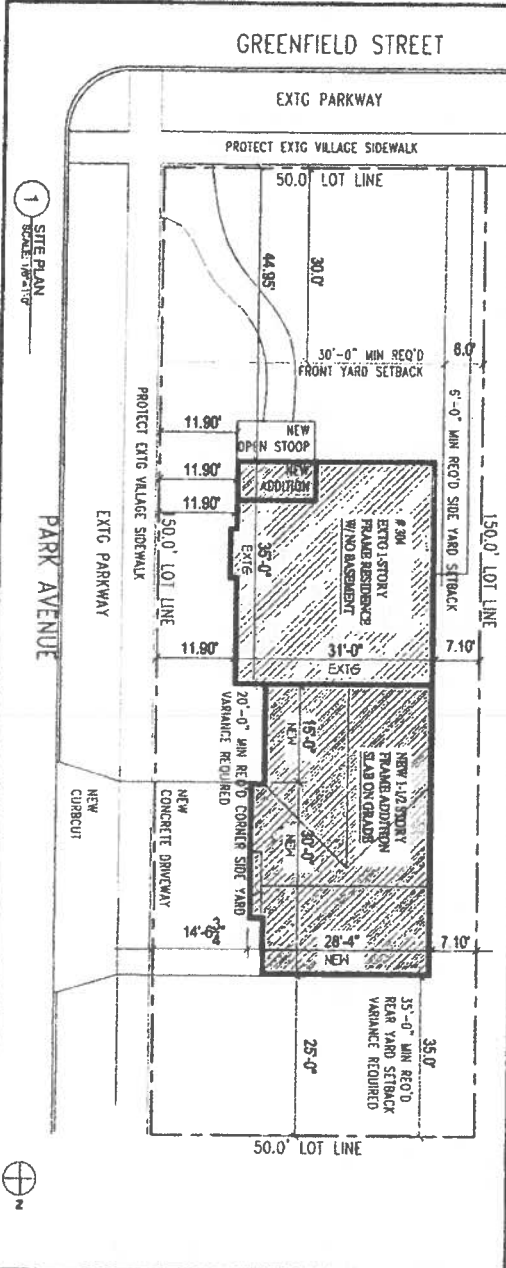 GREENFIELD STREET
EXTG PARKWAY
PROTECT EXTG VILLAGE SIDEWALK
50.0' LOT LINE
1
SITE PLAN
SCALE: 1/8"=1'-0"
44.95'
30.0'
30'-0" MIN REQ'D
FRONT YARD SETBACK
6.0'
6'-0" MIN REQ'D SIDE YARD SETBACK
150.0' LOT LINE
11.90'
NEW
OPEN STOOP
11.90'
NEW
ADDITION
11.90'
PROTECT EXTG VILLAGE SIDEWALK
EXTG PARKWAY
PARK AVENUE
150.0' LOT LINE
35'-0"
EXTG
# 304
EXTG 1-STORY
FRAME RESIDENCE
W/NO BASEMENT
11.90'
31'-0"
EXTG
7.10'
20'-0" MIN REQ'D CORNER SIDE YARD
VARIANCE REQUIRED
15'-0"
NEW
NEW 1-1/2 STORY
FRAME ADDITION
SLAB ON GRADE
30'-0"
NEW
NEW
CURBCUT
NEW
CONCRETE DRIVEWAY
14'-6 3/4
28'-4"
NEW
7.10'
25'-0"
35.0'
35'-0" MIN REQ'D
REAR YARD SETBACK
VARIANCE REQUIRED
50.0' LOT LINE
N